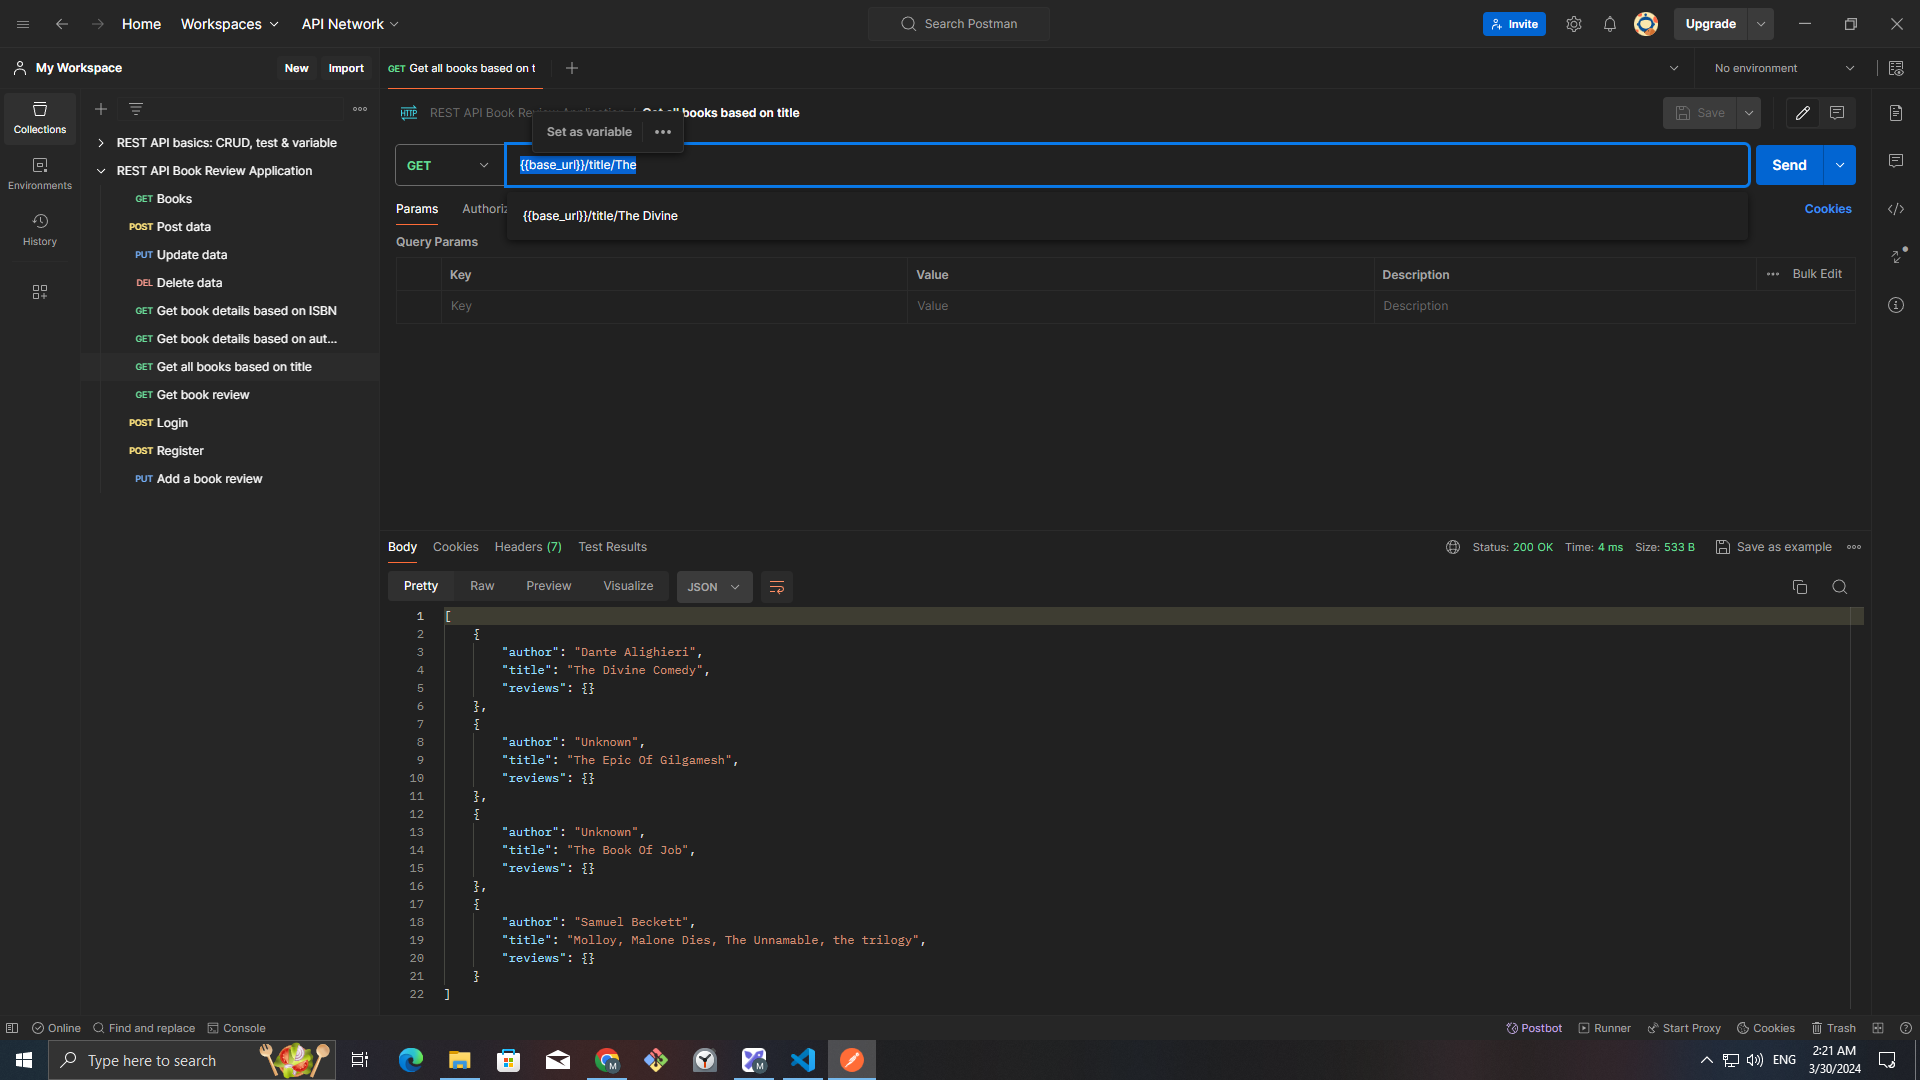 Home
Workspaces
API Network
Search Postman
Invite
Upgrade
My Workspace
New
Import
GET Get all books based on t
No environment
Collections
Environments
History
REST API basics: CRUD, test & variable
REST API Book Review Application
GET Books
POST Post data
PUT Update data
DEL Delete data
GET Get book details based on ISBN
GET Get book details based on aut...
GET Get all books based on title
GET Get book review
POST Login
POST Register
PUT Add a book review
HTTP
REST API Book
books based on title
Save
Set as variable
GET
{{base_url}}/title/The
Send
{{base_url}}/title/The Divine
Params
Authoriz
Cookies
Query Params
Key
Value
Description
Bulk Edit
Key
Value
Description
Body
Cookies
Headers (7)
Test Results
Status: 200 OK
Time: 4 ms
Size: 533 B
Save as example
Pretty
Raw
Preview
Visualize
JSON
1 [
2 {
3 "author": "Dante Alighieri",
4 "title": "The Divine Comedy",
5 "reviews": {}
6 },
7 {
8 "author": "Unknown",
9 "title": "The Epic Of Gilgamesh",
10 "reviews": {}
11 },
12 {
13 "author": "Unknown",
14 "title": "The Book Of Job",
15 "reviews": {}
16 },
17 {
18 "author": "Samuel Beckett",
19 "title": "Molloy, Malone Dies, The Unnamable, the trilogy",
20 "reviews": {}
21 }
22 ]
Online
Find and replace
Console
Postbot
Runner
Start Proxy
Cookies
Trash
Type here to search
ENG
2:21 AM
3/30/2024